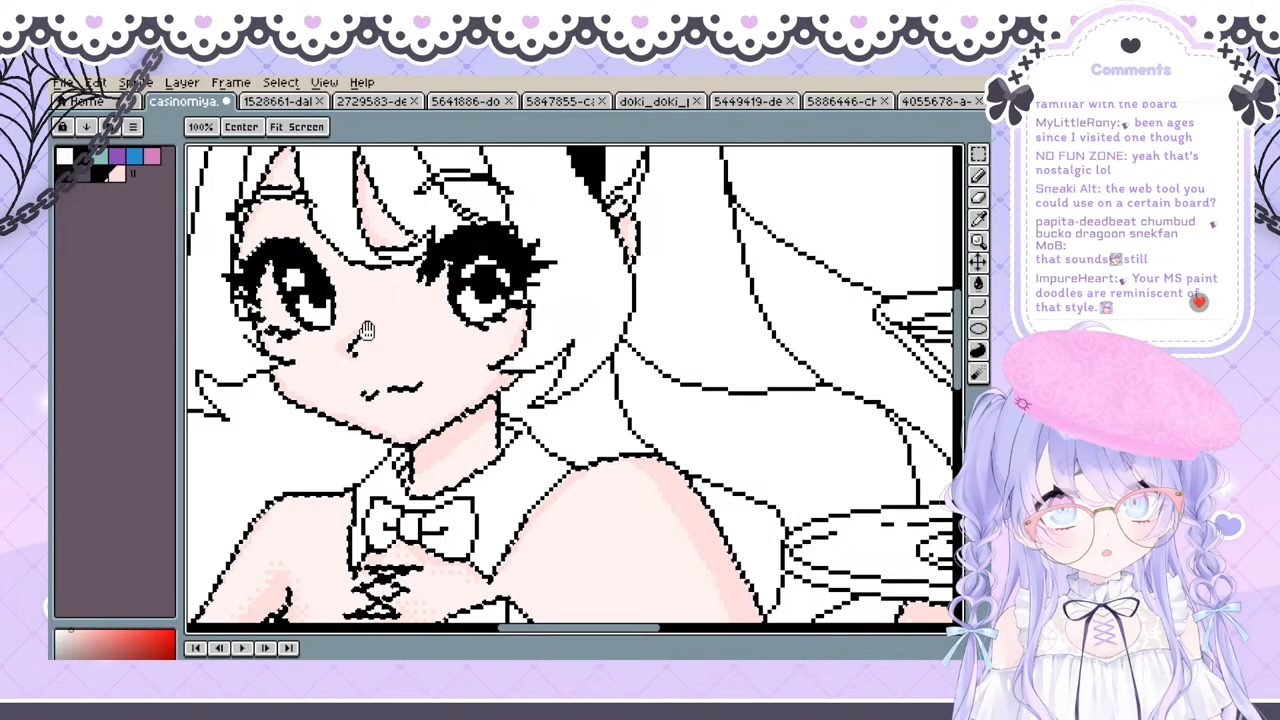 File Edit Sprite Layer Frame Select View Help
Home casinomiya. 1528661-dal 2729583-de 5641886-do 5847855-ca doki_doki_ 5449419-de 5886446-ch 4055678-a-
100% Center Fit Screen
Comments
familiar with the board
MyLittleRony: been ages
since I visited one though
NO FUN ZONE: yeah that's
nostalgic lol
Sneaki Alt: the web tool you
could use on a certain board?
papita-deadbeat chumbud
bucko dragoon snekfan
MoB:
that sounds still
ImpureHeart: Your MS paint
doodles are reminiscent of
that style.